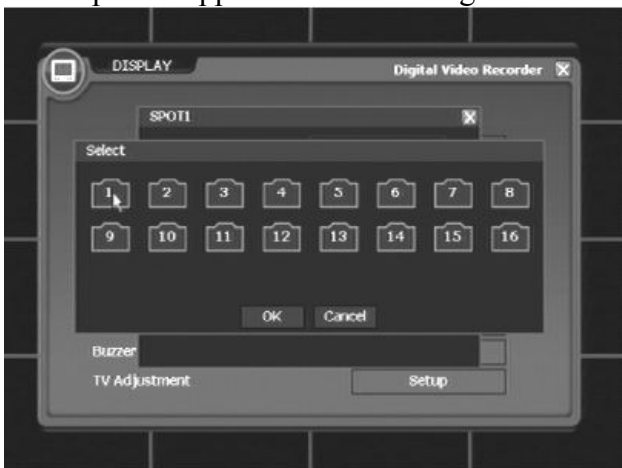 DISPLAY Digital Video Recorder X
SPOT1 X
Select
1 2 3 4 5 6 7 8
9 10 11 12 13 14 15 16
OK Cancel
Buzzer
TV Adjustment Setup